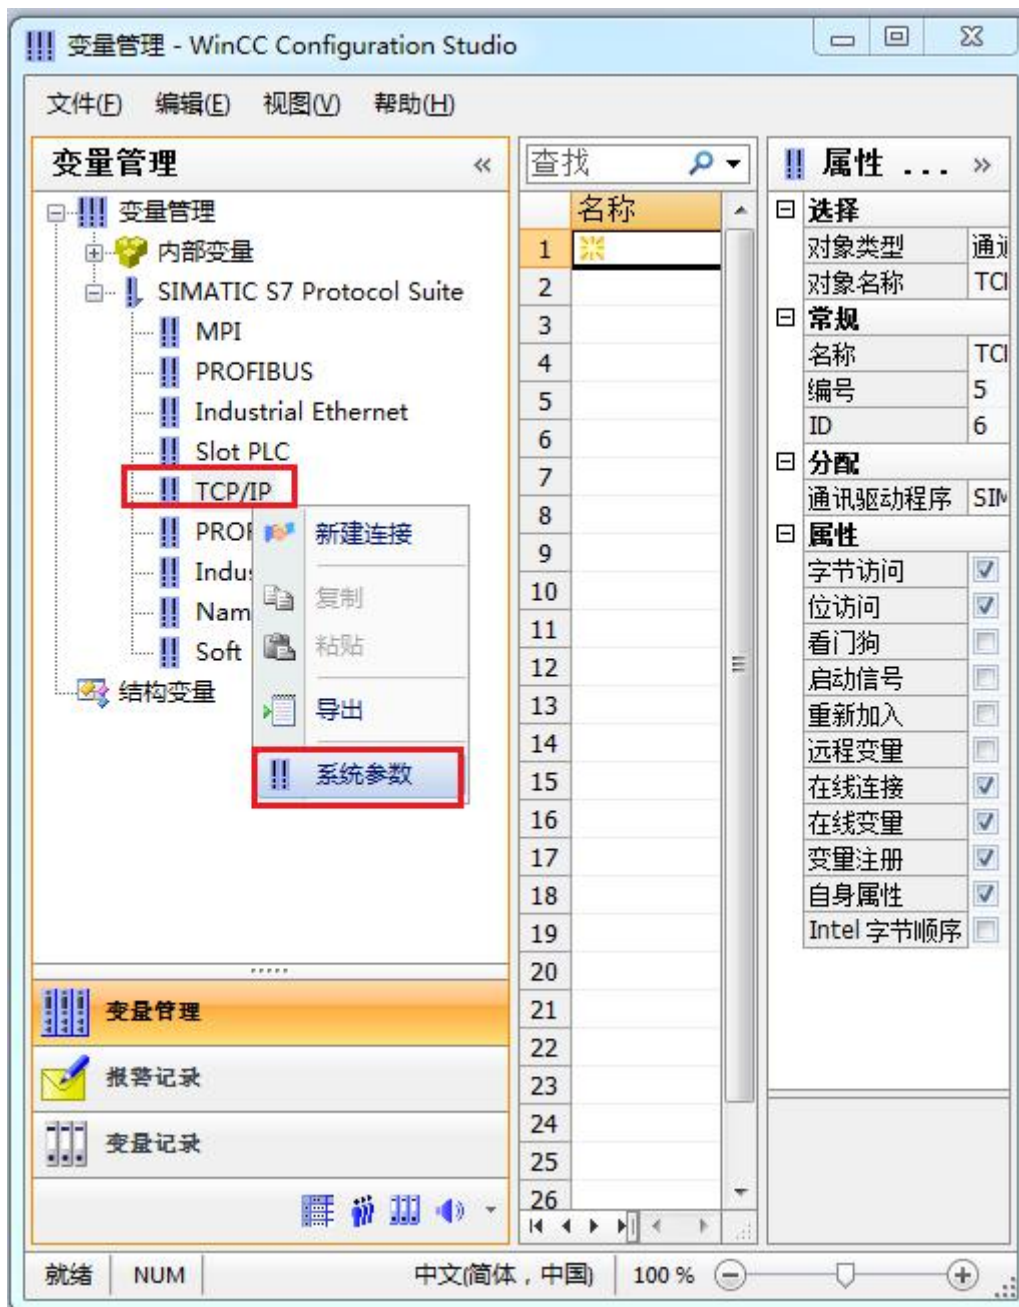 变量管理 - WinCC Configuration Studio
文件(F) 编辑(E) 视图(V) 帮助(H)
变量管理 «
变量管理
内部变量
SIMATIC S7 Protocol Suite
MPI
PROFIBUS
Industrial Ethernet
Slot PLC
TCP/IP
PROF
Indus
Nam
Soft
结构变量
新建连接
复制
粘贴
导出
系统参数
变量管理
报警记录
变量记录
查找
名称
1
2
3
4
5
6
7
8
9
10
11
12
13
14
15
16
17
18
19
20
21
22
23
24
25
26
属性 ... »
选择
对象类型 通讯
对象名称 TCI
常规
名称 TCI
编号 5
ID 6
分配
通讯驱动程序 SIM
属性
字节访问
位访问
看门狗
启动信号
重新加入
远程变量
在线连接
在线变量
变量注册
自身属性
Intel 字节顺序
就绪 NUM 中文(简体，中国) 100 %